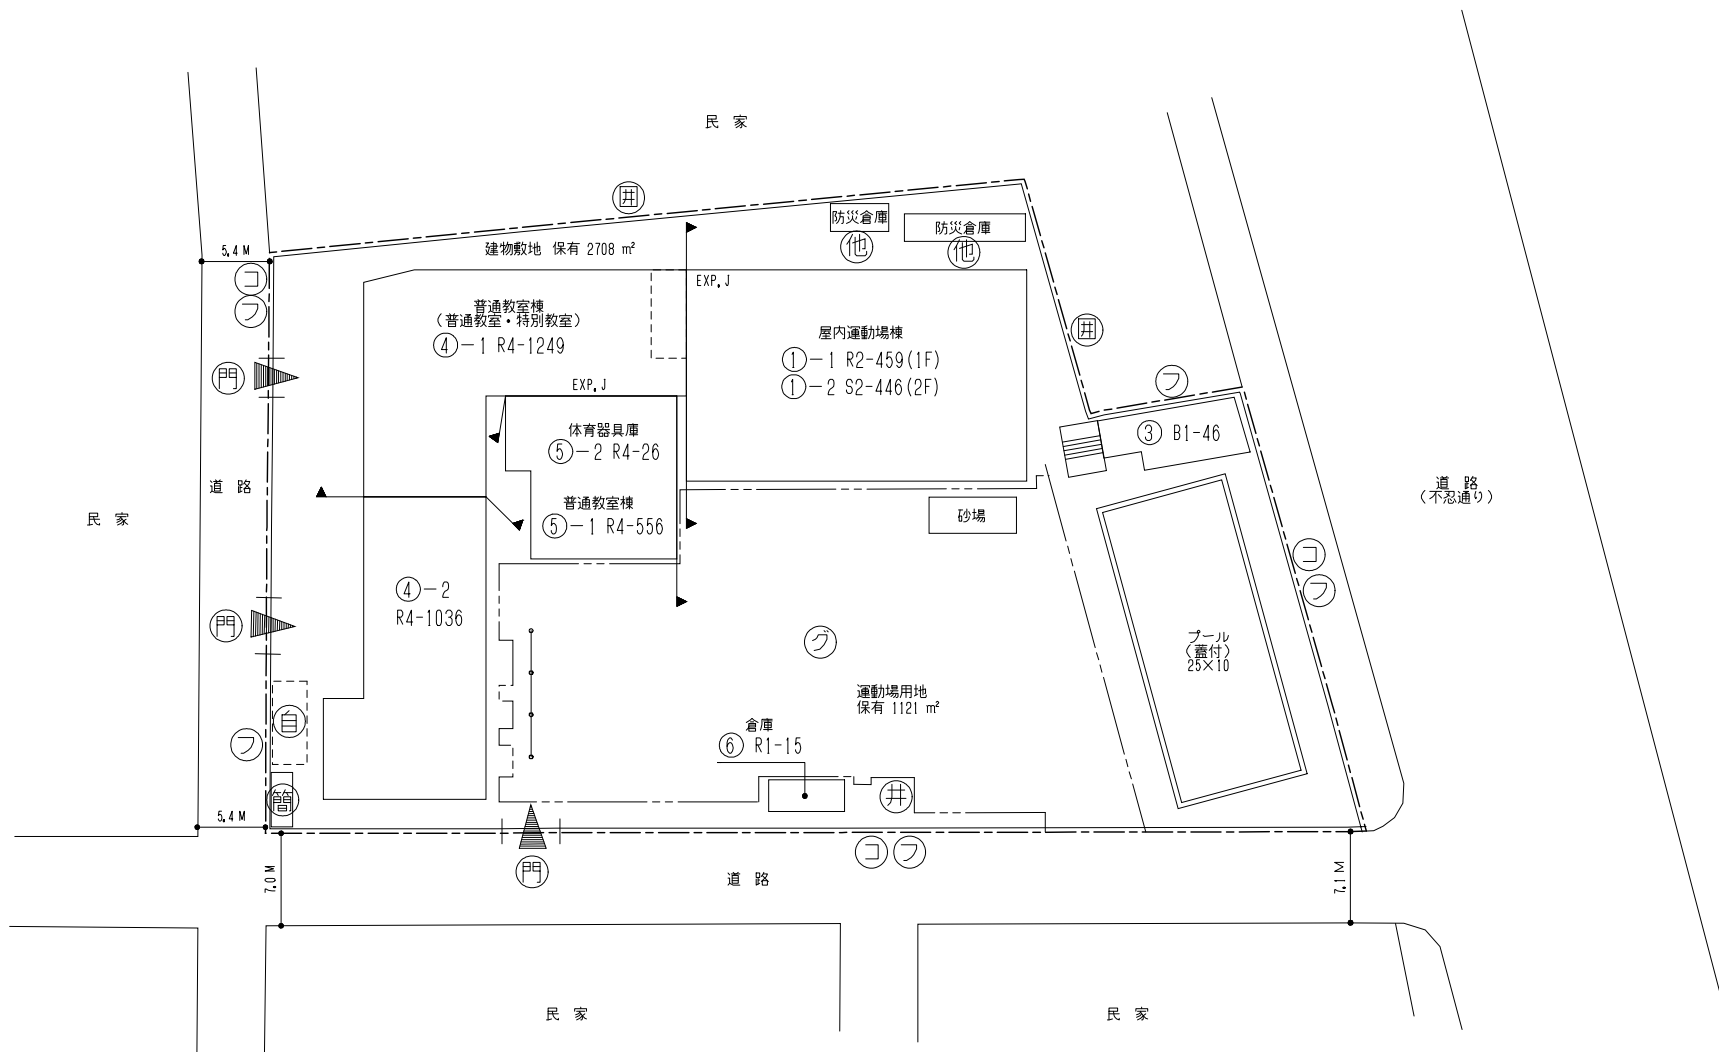 民 家
囲
防災倉庫
他
防災倉庫
他
5.4 M
コ
フ
建物敷地 保有 2708 m²
EXP.J
普通教室棟
(普通教室・特別教室)
④-1 R4-1249
屋内運動場棟
①-1 R2-459(1F)
①-2 S2-446(2F)
囲
フ
門
EXP.J
体育器具庫
⑤-2 R4-26
③ B1-46
道 路
民 家
普通教室棟
⑤-1 R4-556
砂場
道 路
(不忍通り)
コ
フ
④-2
R4-1036
門
グ
プール
(蓋付)
25×10
運動場用地
保有 1121 m²
自
フ
倉庫
⑥ R1-15
簡
井
5.4 M
7.0 M
門
コ フ
道 路
7.1 M
民 家
民 家